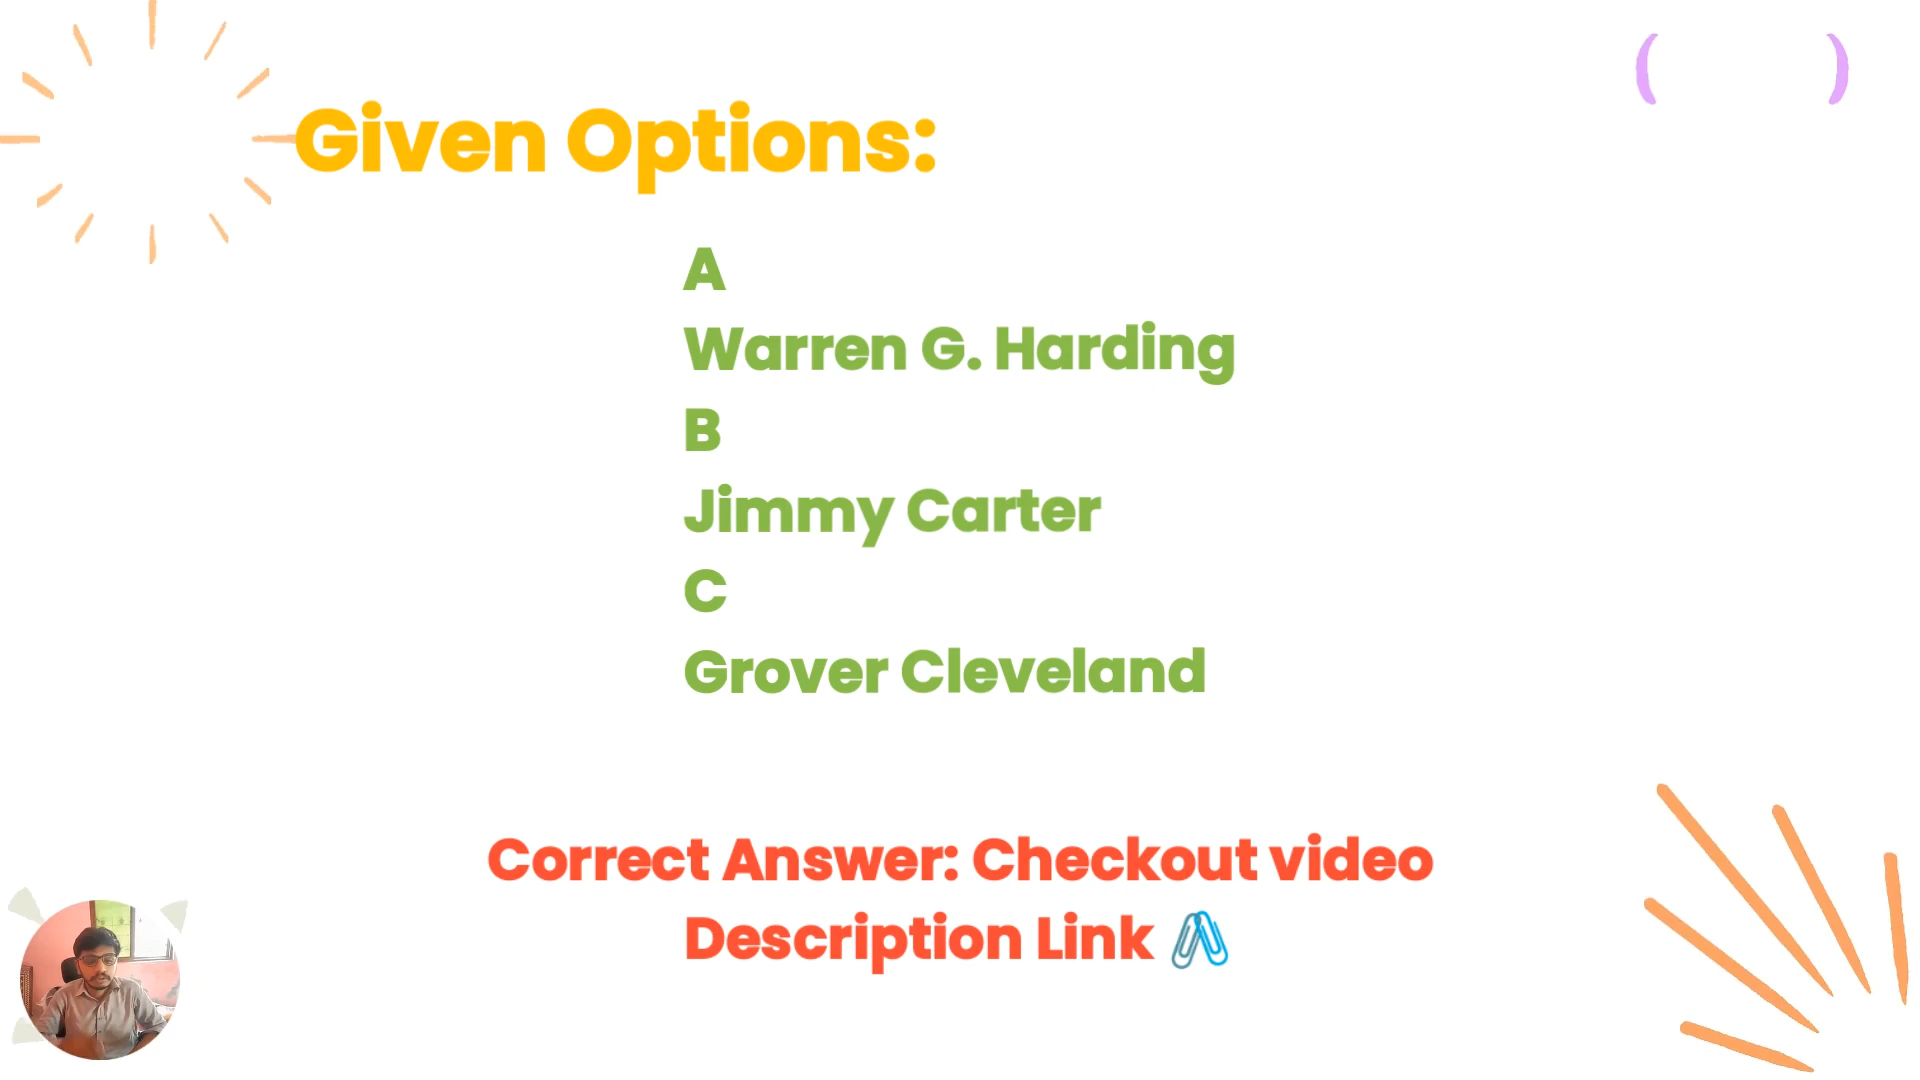 Given Options:
A
Warren G. Harding
B
Jimmy Carter
C
Grover Cleveland
Correct Answer: Checkout video
Description Link 🖇️